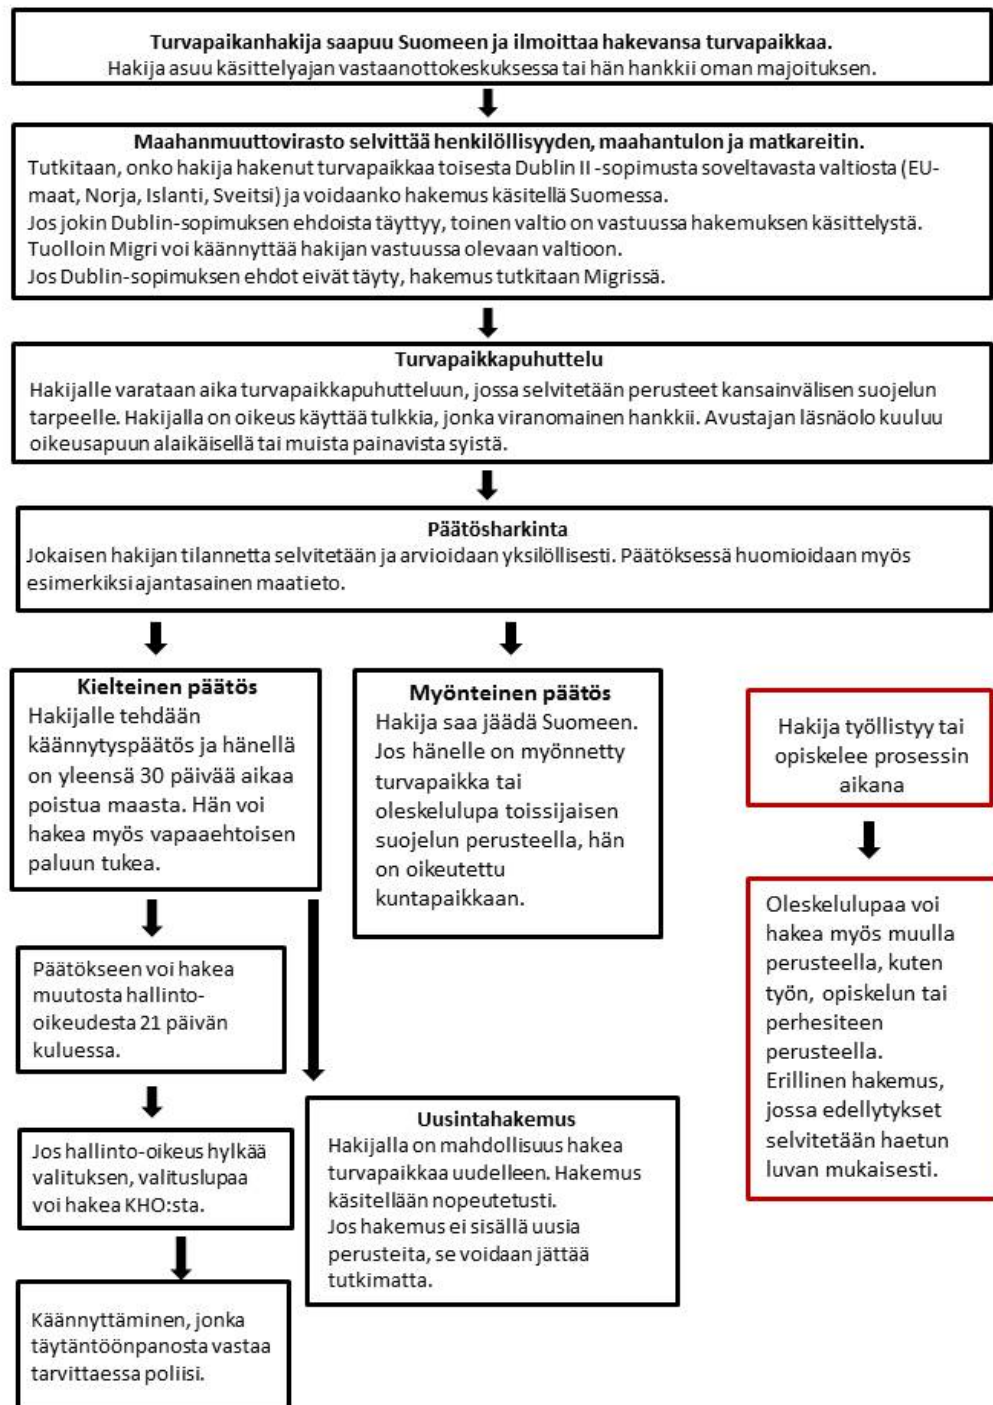 Turvapaikanhakija saapuu Suomeen ja ilmoittaa hakevansa turvapaikkaa.
Hakija asuu käsittelyajan vastaanottokeskuksessa tai hän hankkii oman majoituksen.
Maahanmuuttovirasto selvittää henkilöllisyyden, maahantulon ja matkareitin.
Tutkitaan, onko hakija hakenut turvapaikkaa toisesta Dublin II -sopimusta soveltavasta valtiosta (EU-
maat, Norja, Islanti, Sveitsi) ja voidaanko hakemus käsitellä Suomessa.
Jos jokin Dublin-sopimuksen ehdoista täyttyy, toinen valtio on vastuussa hakemuksen käsittelystä.
Tuolloin Migri voi käännyttää hakijan vastuussa olevaan valtioon.
Jos Dublin-sopimuksen ehdot eivät täyty, hakemus tutkitaan Migrissä.
Turvapaikkapuhuttelu
Hakijalle varataan aika turvapaikkapuhutteluun, jossa selvitetään perusteet kansainvälisen suojelun
tarpeelle. Hakijalla on oikeus käyttää tulkkia, jonka viranomainen hankkii. Avustajan läsnäolo kuuluu
oikeusapuun alaikäisellä tai muista painavista syistä.
Päätösharkinta
Jokaisen hakijan tilannetta selvitetään ja arvioidaan yksilöllisesti. Päätöksessä huomioidaan myös
esimerkiksi ajantasainen maatieto.
Kielteinen päätös
Hakijalle tehdään
käännytyspäätös ja hänellä
on yleensä 30 päivää aikaa
poistua maasta. Hän voi
hakea myös vapaaehtoisen
paluun tukea.
Myönteinen päätös
Hakija saa jäädä Suomeen.
Jos hänelle on myönnetty
turvapaikka tai
oleskelulupa toissijaisen
suojelun perusteella, hän
on oikeutettu
kuntapaikkaan.
Hakija työllistyy tai
opiskelee prosessin
aikana
Oleskelulupaa voi
hakea myös muulla
perusteella, kuten
työn, opiskelun tai
perhesiteen
perusteella.
Erillinen hakemus,
jossa edellytykset
selvitetään haetun
luvan mukaisesti.
Päätökseen voi hakea
muutosta hallinto-
oikeudesta 21 päivän
kuluessa.
Jos hallinto-oikeus hylkää
valituksen, valituslupaa
voi hakea KHO:sta.
Uusintahakemus
Hakijalla on mahdollisuus hakea
turvapaikkaa uudelleen. Hakemus
käsitellään nopeutetusti.
Jos hakemus ei sisällä uusia
perusteita, se voidaan jättää
tutkimatta.
Käännyttäminen, jonka
täytäntöönpanosta vastaa
tarvittaessa poliisi.